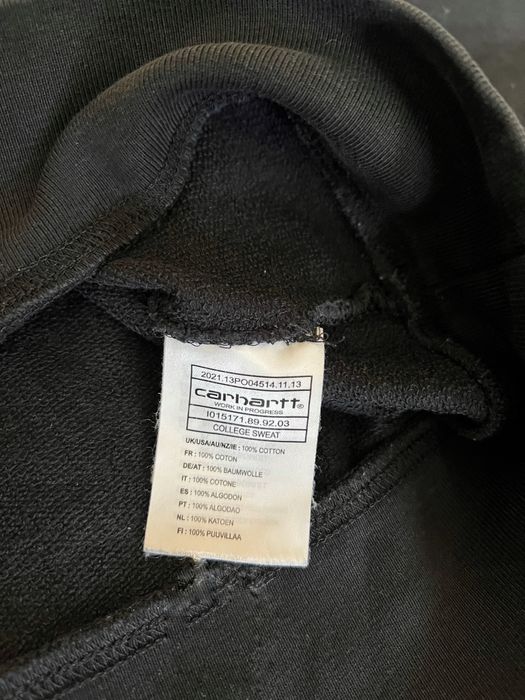 2021.13PO04514.11.13
carhartt®
WORK IN PROGRESS
I015171.89.92.03
COLLEGE SWEAT
UK/USA/AU/NZ/IE : 100% COTTON
FR : 100% COTON
DE/AT : 100% BAUMWOLLE
IT : 100% COTONE
ES : 100% ALGODON
PT : 100% ALGODAO
NL : 100% KATOEN
FI : 100% PUUVILLAA